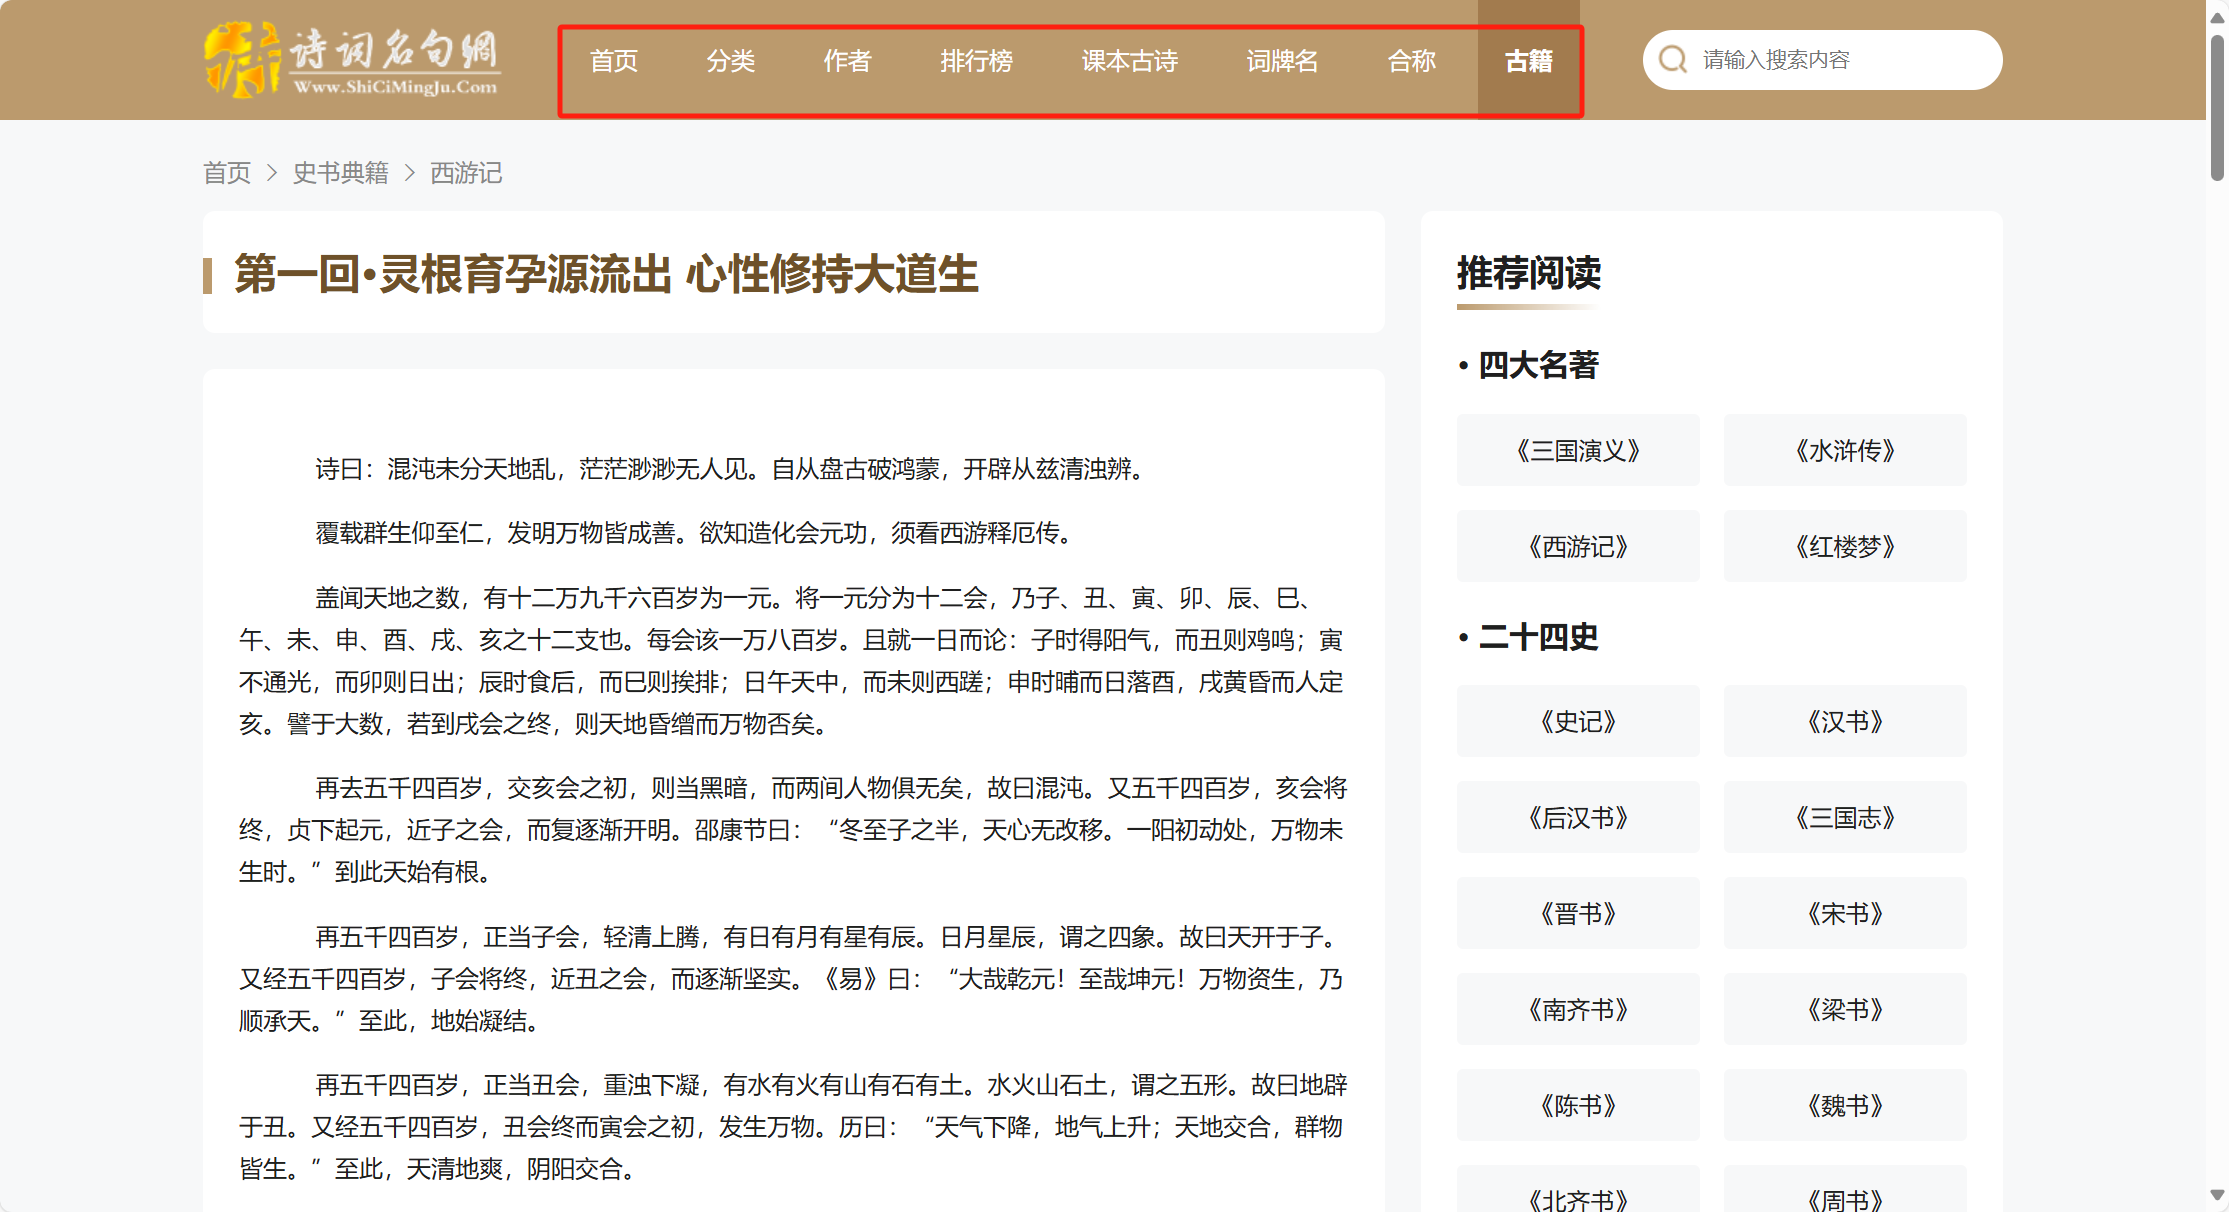 诗词名句網
Www.ShiCiMingJu.Com
首页 分类 作者 排行榜 课本古诗 词牌名 合称 古籍
请输入搜索内容
首页 > 史书典籍 > 西游记
第一回·灵根育孕源流出 心性修持大道生
诗曰：混沌未分天地乱，茫茫渺渺无人见。自从盘古破鸿蒙，开辟从兹清浊辨。
覆载群生仰至仁，发明万物皆成善。欲知造化会元功，须看西游释厄传。
盖闻天地之数，有十二万九千六百岁为一元。将一元分为十二会，乃子、丑、寅、卯、辰、巳、
午、未、申、酉、戌、亥之十二支也。每会该一万八百岁。且就一日而论：子时得阳气，而丑则鸡鸣；寅
不通光，而卯则日出；辰时食后，而巳则挨排；日午天中，而未则西蹉；申时晡而日落酉，戌黄昏而人定
亥。譬于大数，若到戌会之终，则天地昏缯而万物否矣。
再去五千四百岁，交亥会之初，则当黑暗，而两间人物俱无矣，故曰混沌。又五千四百岁，亥会将
终，贞下起元，近子之会，而复逐渐开明。邵康节曰：“冬至子之半，天心无改移。一阳初动处，万物未
生时。”到此天始有根。
再五千四百岁，正当子会，轻清上腾，有日有月有星有辰。日月星辰，谓之四象。故曰天开于子。
又经五千四百岁，子会将终，近丑之会，而逐渐坚实。《易》曰：“大哉乾元！至哉坤元！万物资生，乃
顺承天。”至此，地始凝结。
再五千四百岁，正当丑会，重浊下凝，有水有火有山有石有土。水火山石土，谓之五形。故曰地辟
于丑。又经五千四百岁，丑会终而寅会之初，发生万物。历曰：“天气下降，地气上升；天地交合，群物
皆生。”至此，天清地爽，阴阳交合。
推荐阅读
• 四大名著
《三国演义》 《水浒传》
《西游记》 《红楼梦》
• 二十四史
《史记》 《汉书》
《后汉书》 《三国志》
《晋书》 《宋书》
《南齐书》 《梁书》
《陈书》 《魏书》
《北齐书》 《周书》